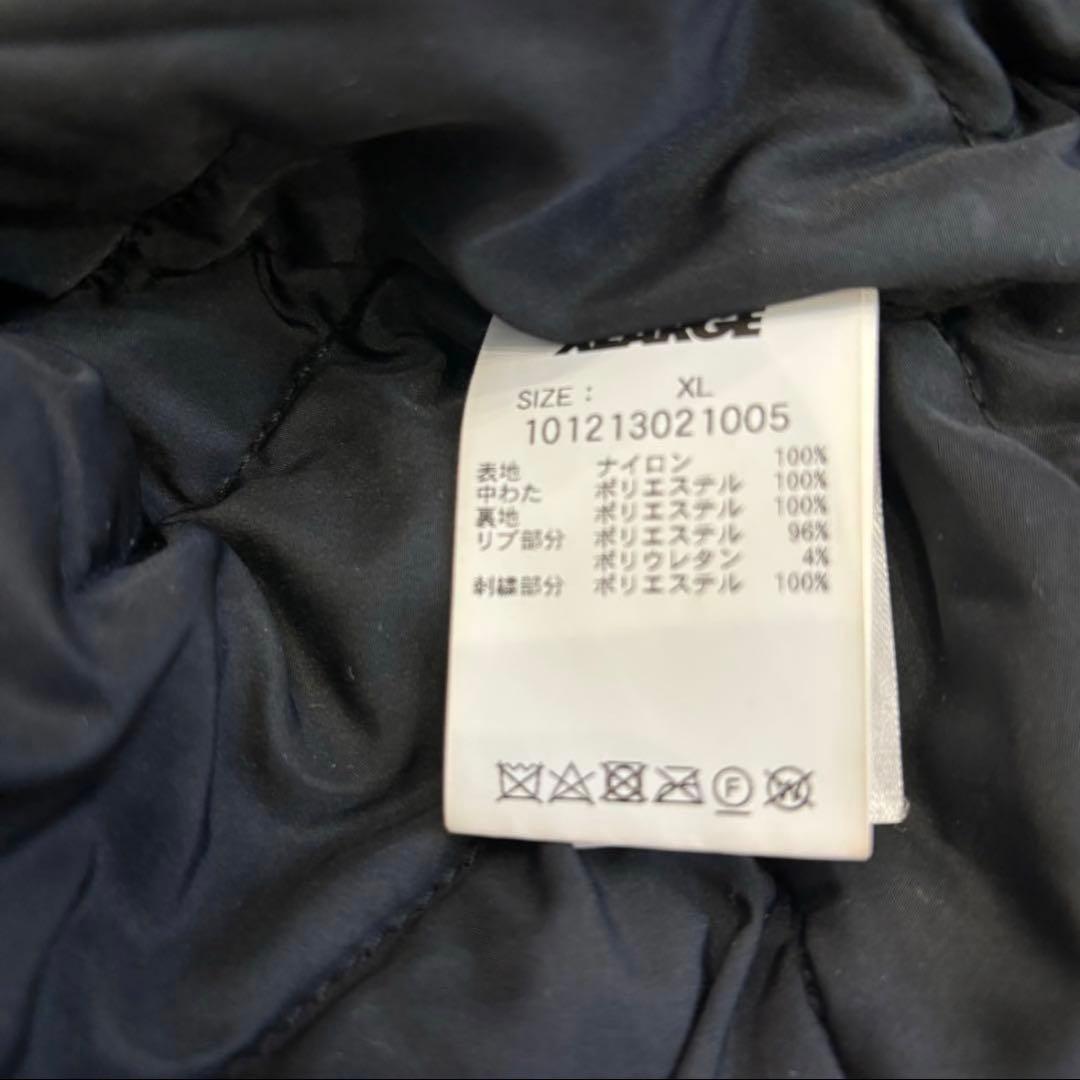 XLARGE
SIZE : XL
101213021005
表地 ナイロン 100%
中わた ポリエステル 100%
裏地 ポリエステル 100%
リブ部分 ポリエステル 96%
ポリウレタン 4%
刺繍部分 ポリエステル 100%
F
W